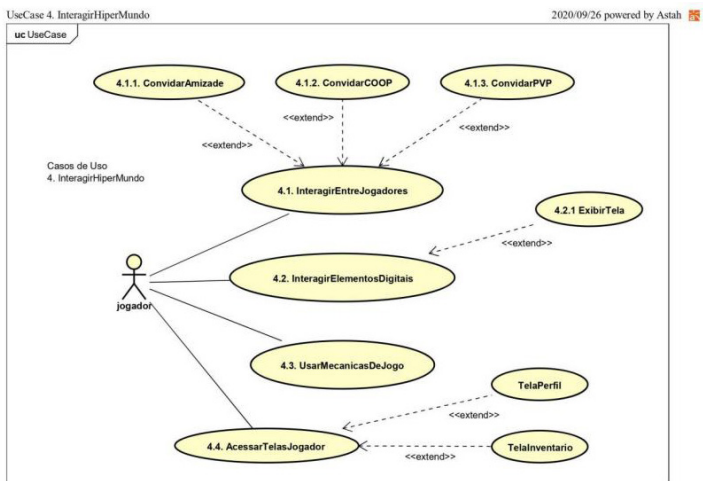 UseCase 4. InteragirHiperMundo
2020/09/26 powered by Astah
uc UseCase
4.1.1. ConvidarAmizade
4.1.2. ConvidarCOOP
4.1.3. ConvidarPVP
<<extend>>
<<extend>>
<<extend>>
Casos de Uso
4. InteragirHiperMundo
4.1. InteragirEntreJogadores
4.2.1 ExibirTela
<<extend>>
4.2. InteragirElementosDigitais
jogador
4.3. UsarMecanicasDeJogo
TelaPerfil
<<extend>>
4.4. AcessarTelasJogador
<<extend>>
TelaInventario